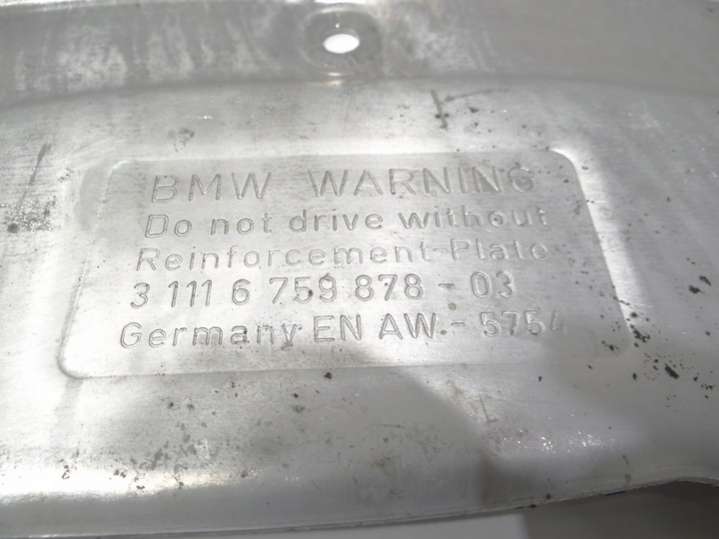 BMW WARNING
Do not drive without
Reinforcement-Plate
3 111 6 759 878 - 03
Germany EN AW.- 5754